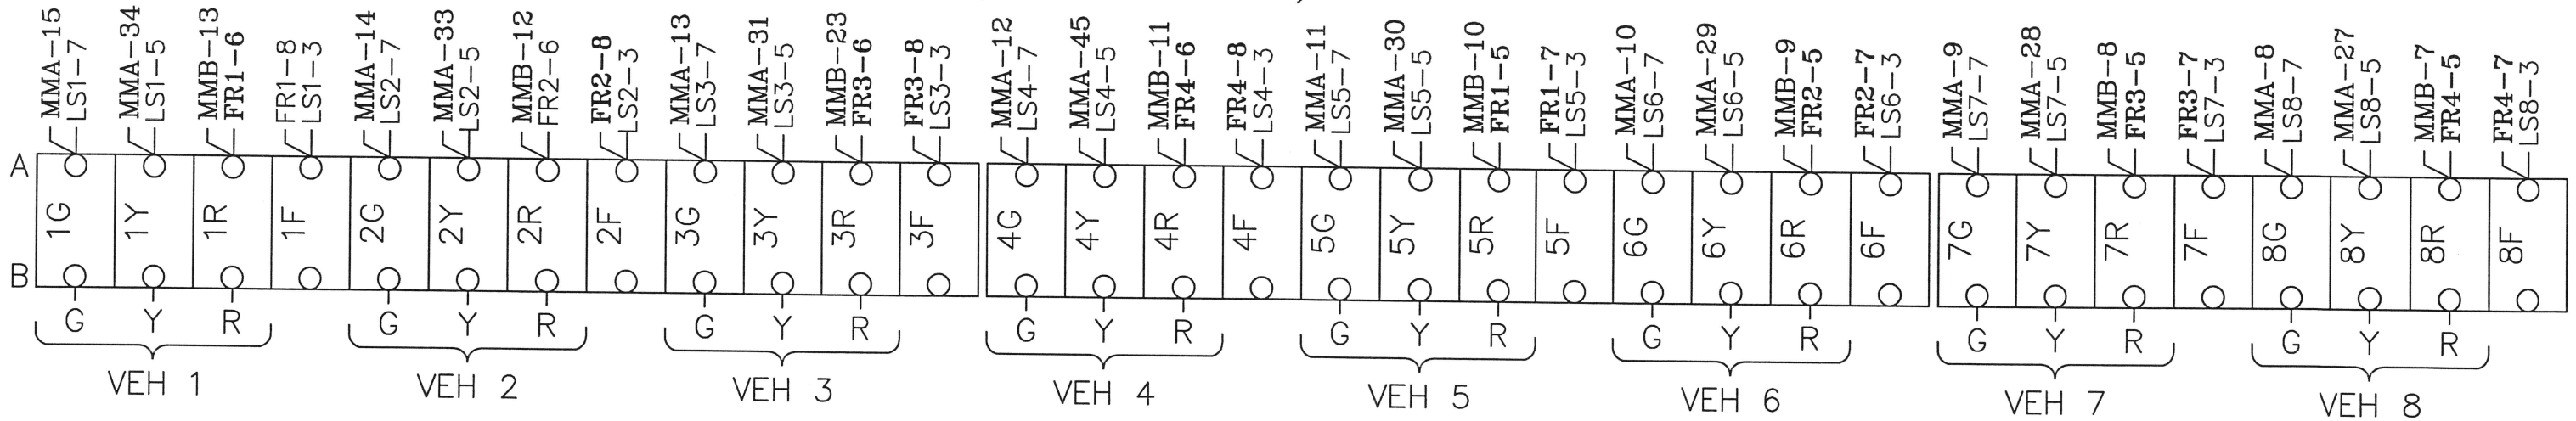 MMA-15
LS1-7
MMA-34
LS1-5
MMB-13
FR1-6
FR1-8
LS1-3
MMA-14
LS2-7
MMA-33
LS2-5
MMB-12
FR2-6
FR2-8
LS2-3
MMA-13
LS3-7
MMA-31
LS3-5
MMB-23
FR3-6
FR3-8
LS3-3
MMA-12
LS4-7
MMA-45
LS4-5
MMB-11
FR4-6
FR4-8
LS4-3
MMA-11
LS5-7
MMA-30
LS5-5
MMB-10
FR1-5
FR1-7
LS5-3
MMA-10
LS6-7
MMA-29
LS6-5
MMB-9
FR2-5
FR2-7
LS6-3
MMA-9
LS7-7
MMA-28
LS7-5
MMB-8
FR3-5
FR3-7
LS7-3
MMA-8
LS8-7
MMA-27
LS8-5
MMB-7
FR4-5
FR4-7
LS8-3
A
1G 1Y 1R 1F 2G 2Y 2R 2F 3G 3Y 3R 3F 4G 4Y 4R 4F 5G 5Y 5R 5F 6G 6Y 6R 6F 7G 7Y 7R 7F 8G 8Y 8R 8F
B
G Y R G Y R G Y R G Y R G Y R G Y R G Y R G Y R
VEH 1 VEH 2 VEH 3 VEH 4 VEH 5 VEH 6 VEH 7 VEH 8